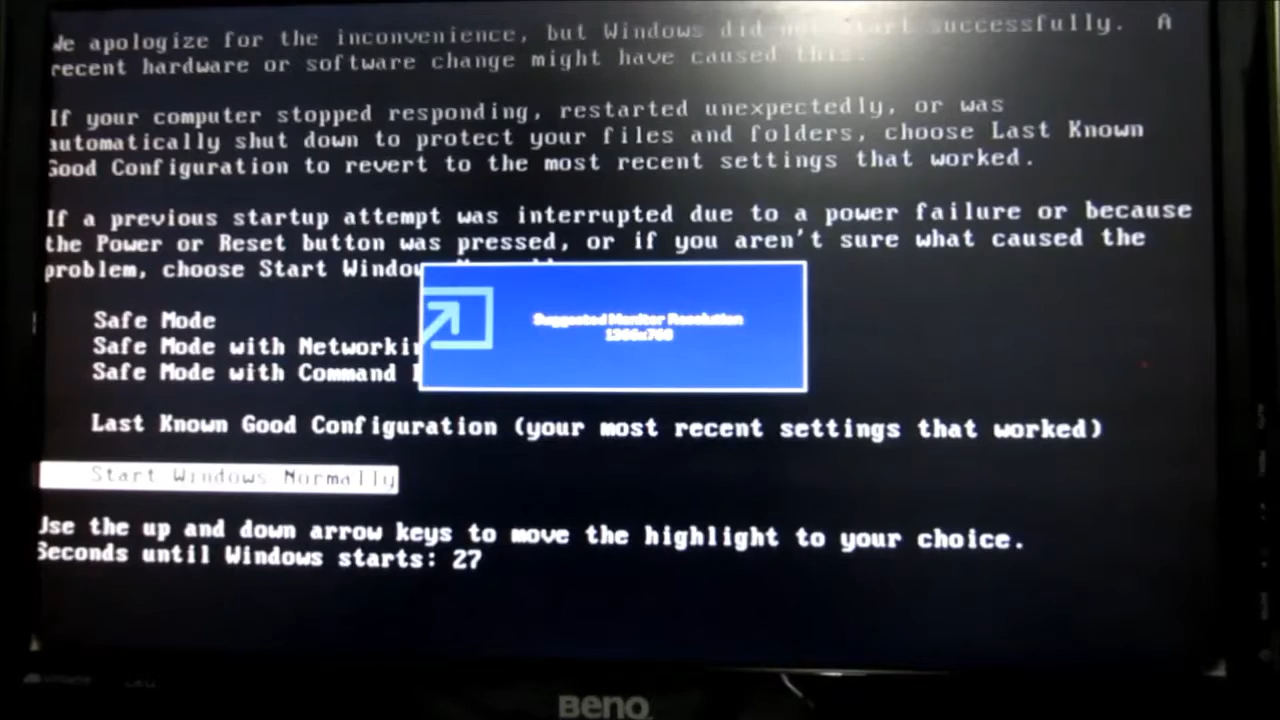 We apologize for the inconvenience, but Windows did not start successfully. A
recent hardware or software change might have caused this.
If your computer stopped responding, restarted unexpectedly, or was
automatically shut down to protect your files and folders, choose Last Known
Good Configuration to revert to the most recent settings that worked.
If a previous startup attempt was interrupted due to a power failure or because
the Power or Reset button was pressed, or if you aren't sure what caused the
problem, choose Start Window
Suggested Monitor Resolution
1366x768
Safe Mode
Safe Mode with Networkin
Safe Mode with Command
Last Known Good Configuration (your most recent settings that worked)
Start Windows Normally
Use the up and down arrow keys to move the highlight to your choice.
Seconds until Windows starts: 27
BenQ